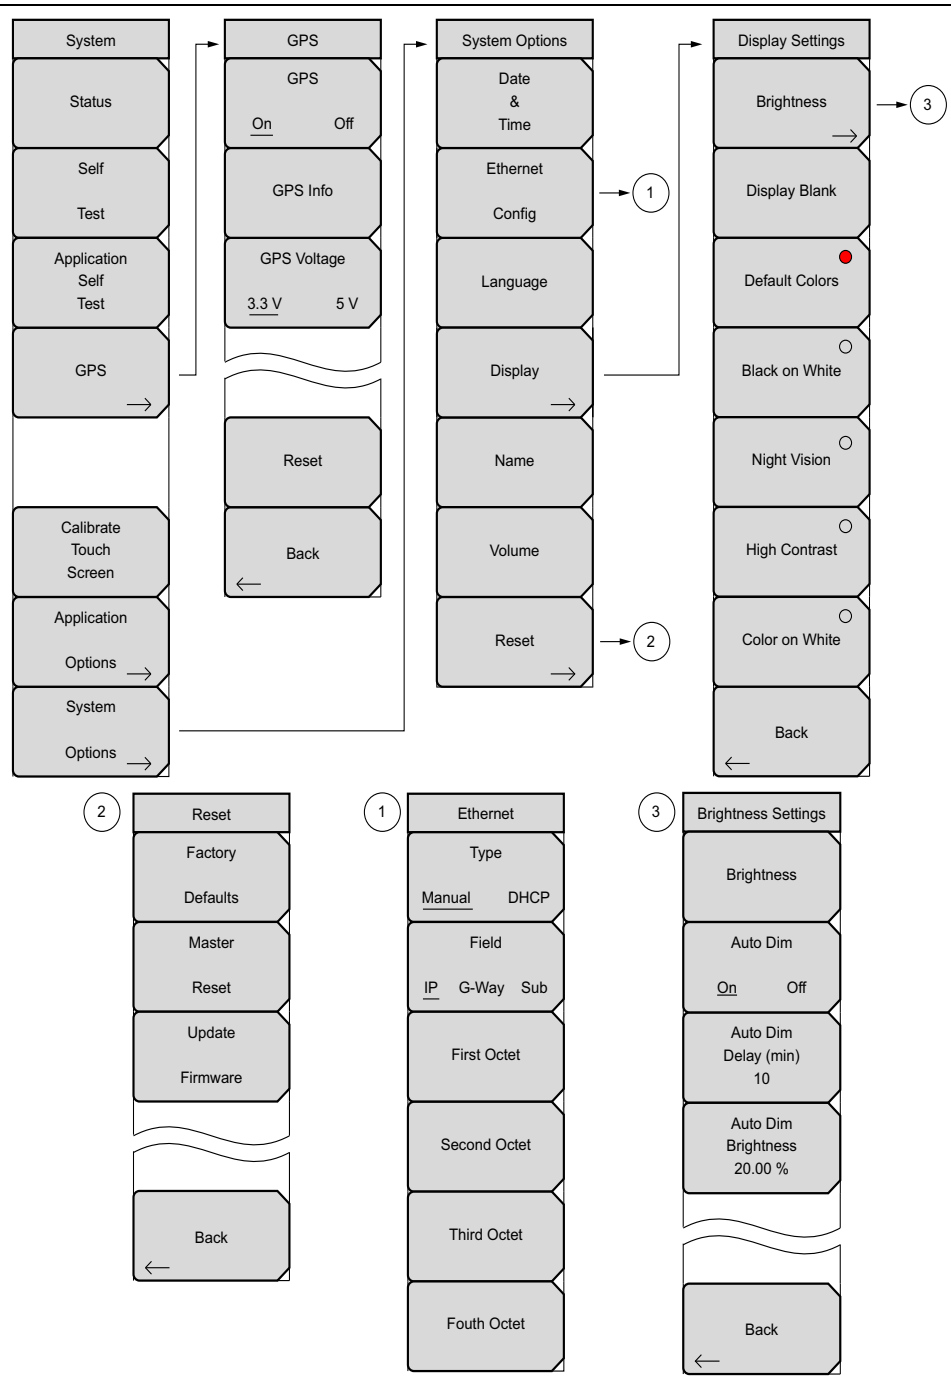 System
Status
Self
Test
Application
Self
Test
GPS
Calibrate
Touch
Screen
Application
Options
System
Options
GPS
GPS
On Off
GPS Info
GPS Voltage
3.3 V 5 V
Reset
Back
System Options
Date
&
Time
Ethernet
Config
1
Language
Display
Name
Volume
Reset
2
Display Settings
Brightness
3
Display Blank
Default Colors
Black on White
Night Vision
High Contrast
Color on White
Back
2
Reset
Factory
Defaults
Master
Reset
Update
Firmware
Back
1
Ethernet
Type
Manual DHCP
Field
IP G-Way Sub
First Octet
Second Octet
Third Octet
Fouth Octet
3
Brightness Settings
Brightness
Auto Dim
On Off
Auto Dim
Delay (min)
10
Auto Dim
Brightness
20.00 %
Back